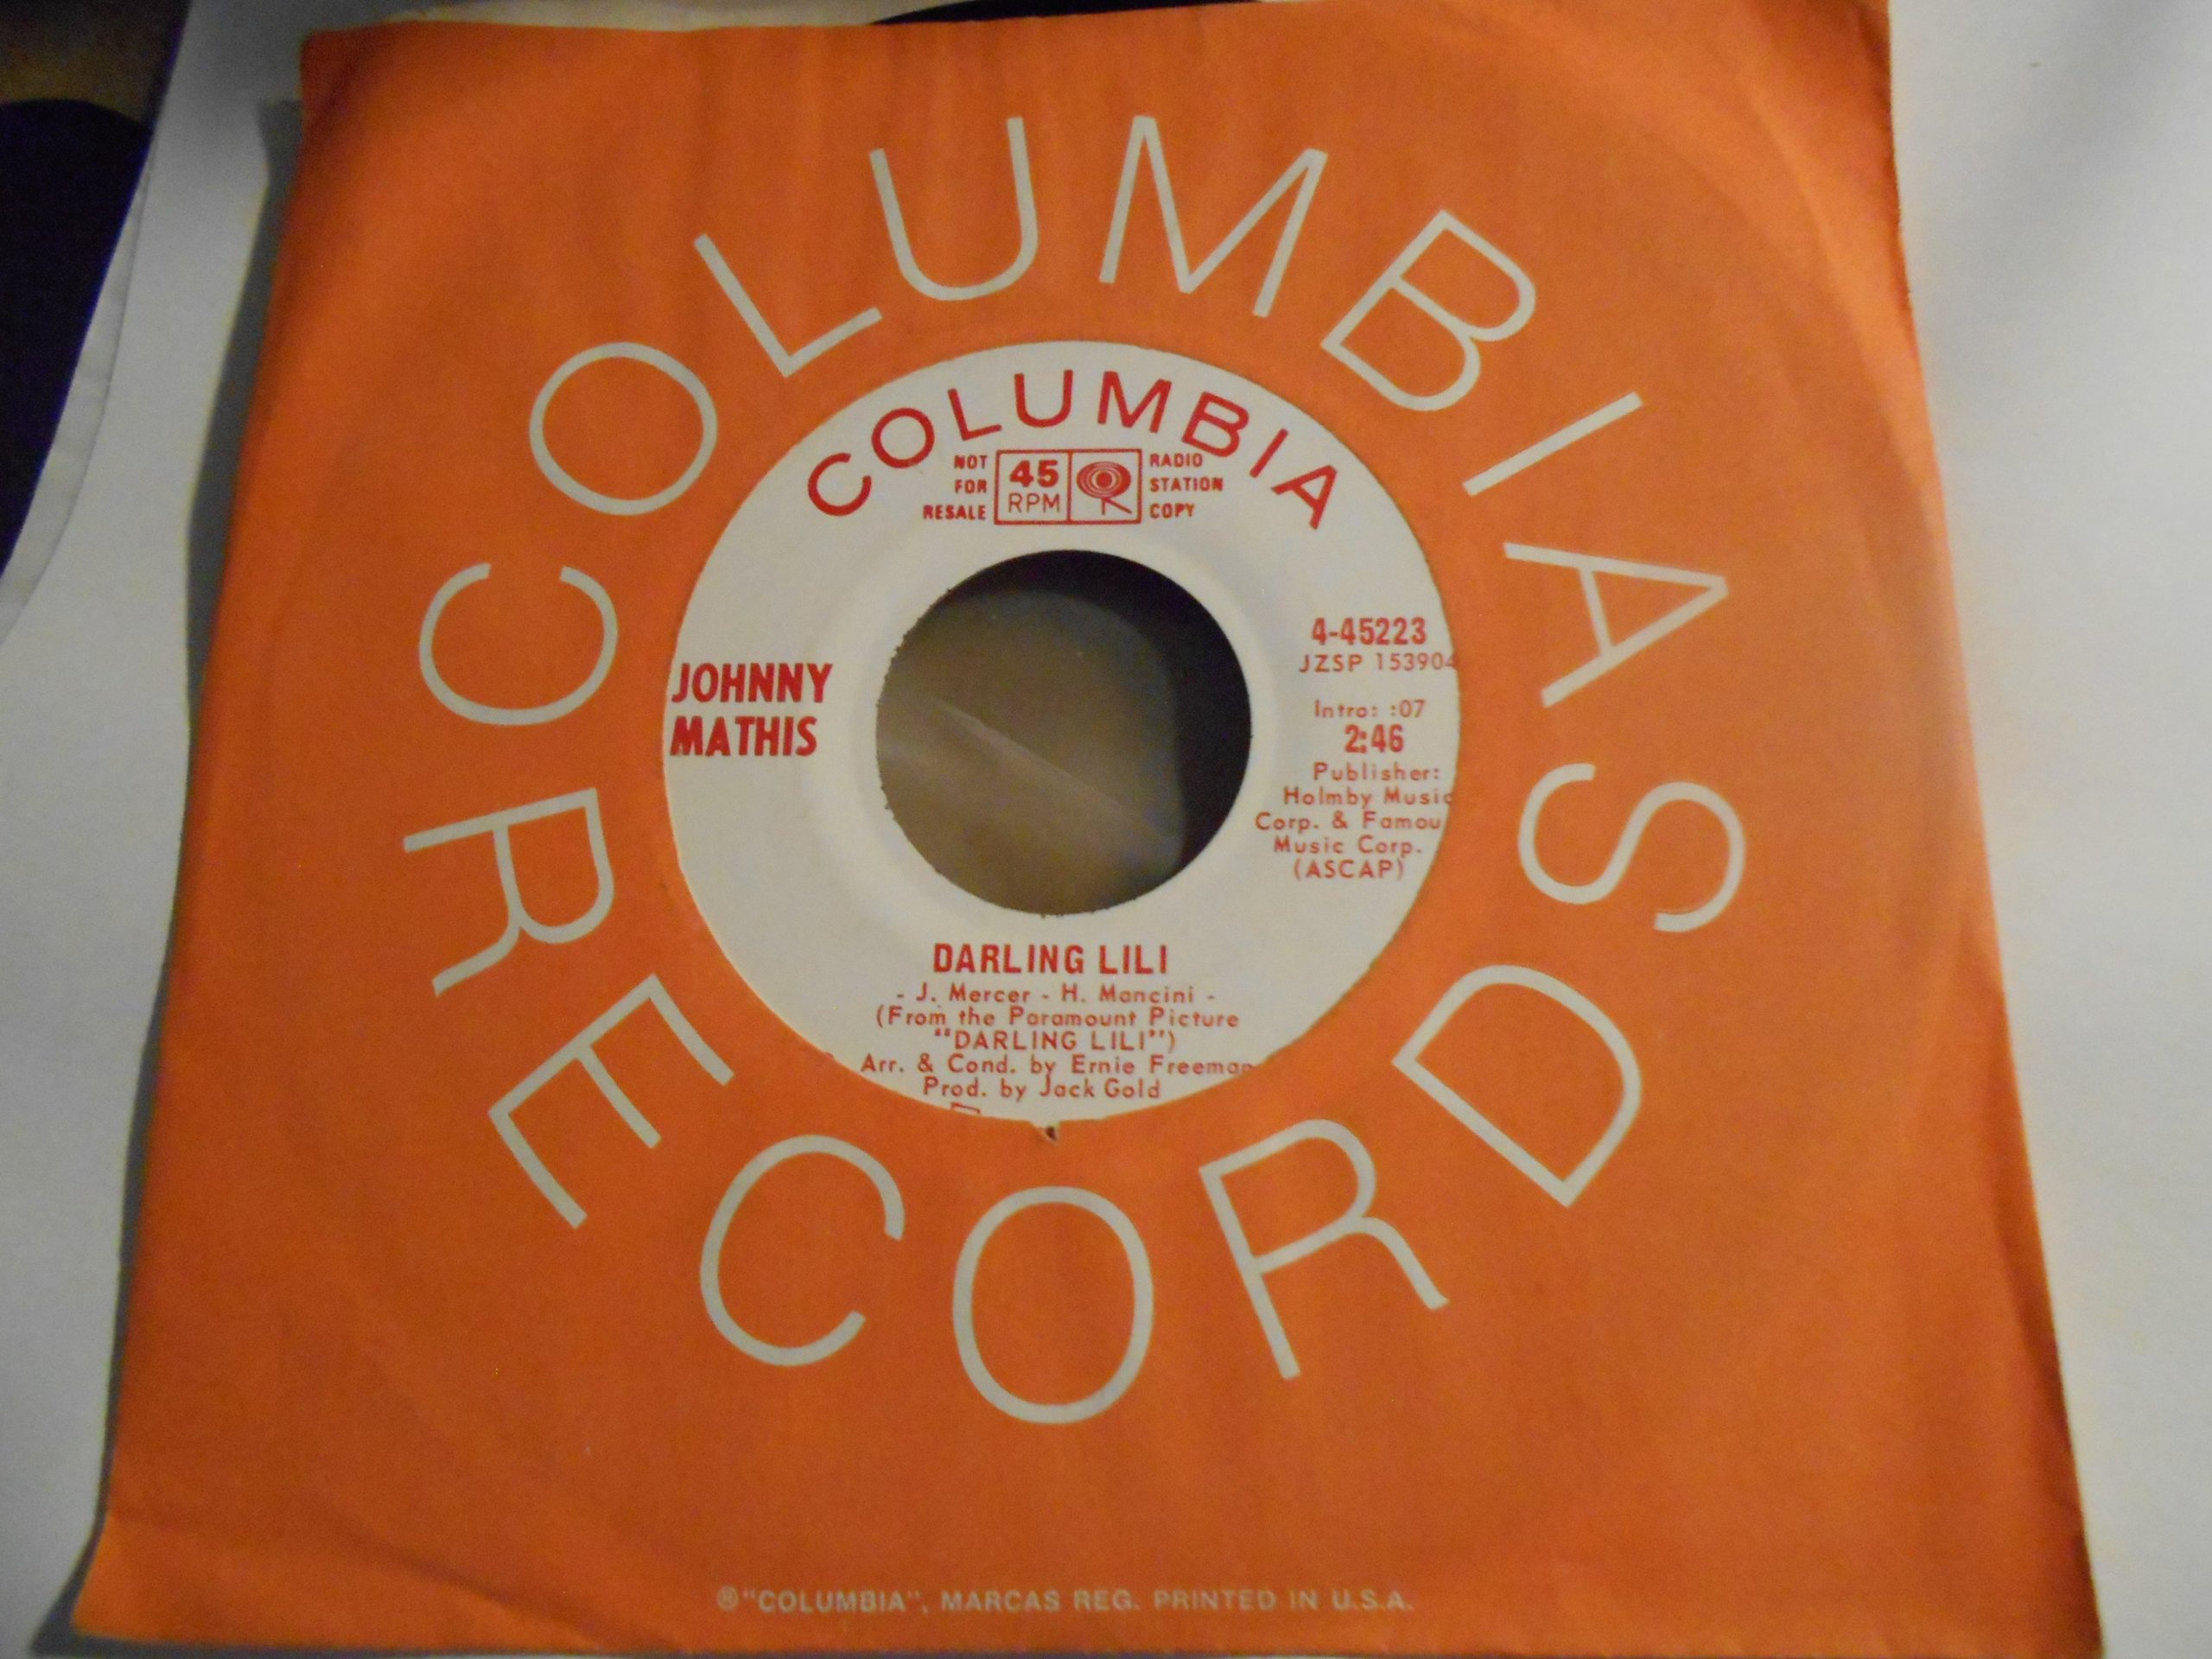 COLUMBIA
RECORDS
COLUMBIA
NOT
FOR
RESALE
45
RPM
RADIO
STATION
COPY
JOHNNY
MATHIS
4-45223
JZSP 153904
Intro: :07
2:46
Publisher:
Holmby Music
Corp. & Famou
Music Corp.
(ASCAP)
DARLING LILI
- J. Mercer - H. Mancini -
(From the Paramount Picture
"DARLING LILI")
Arr. & Cond. by Ernie Freeman
Prod. by Jack Gold
®"COLUMBIA", MARCAS REG. PRINTED IN U.S.A.